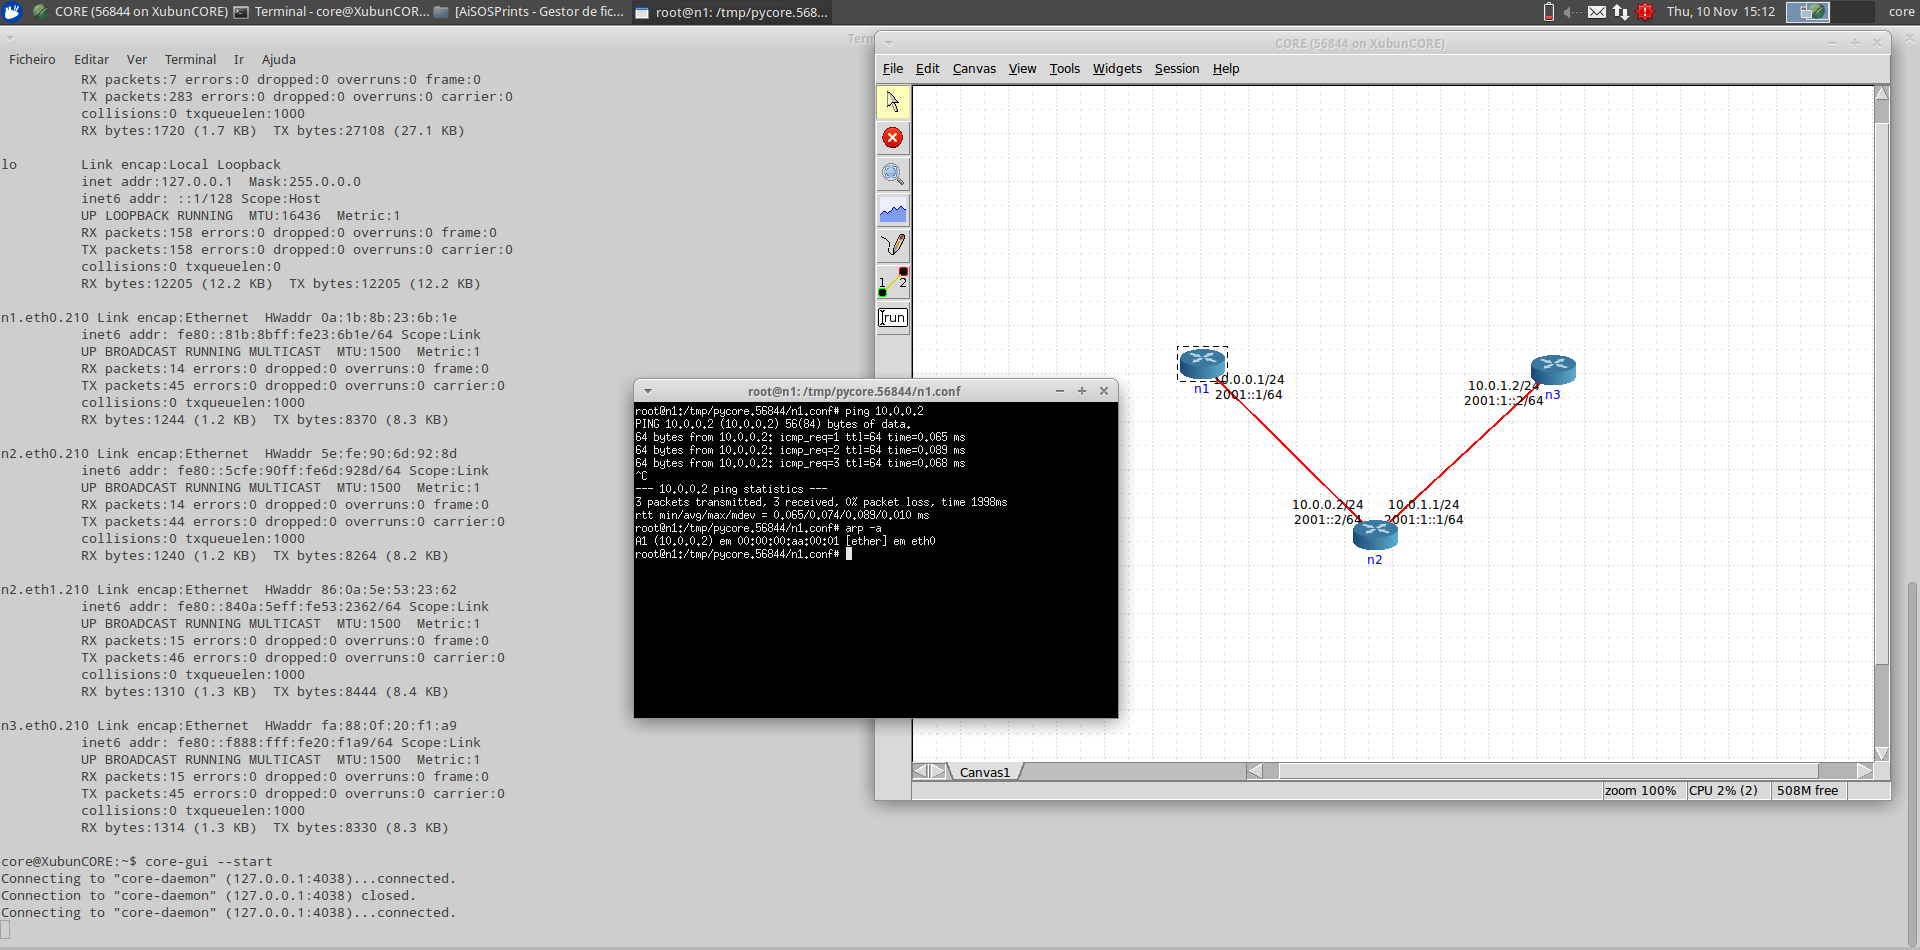 CORE (56844 on XubunCORE)
Terminal - core@XubunCOR...
[AiSOSPrints - Gestor de fic...
root@n1: /tmp/pycore.568...
Thu, 10 Nov 15:12
core
Term
Ficheiro Editar Ver Terminal Ir Ajuda
RX packets:7 errors:0 dropped:0 overruns:0 frame:0
TX packets:283 errors:0 dropped:0 overruns:0 carrier:0
collisions:0 txqueuelen:1000
RX bytes:1720 (1.7 KB)  TX bytes:27108 (27.1 KB)
lo        Link encap:Local Loopback
inet addr:127.0.0.1  Mask:255.0.0.0
inet6 addr: ::1/128 Scope:Host
UP LOOPBACK RUNNING  MTU:16436  Metric:1
RX packets:158 errors:0 dropped:0 overruns:0 frame:0
TX packets:158 errors:0 dropped:0 overruns:0 carrier:0
collisions:0 txqueuelen:0
RX bytes:12205 (12.2 KB)  TX bytes:12205 (12.2 KB)
n1.eth0.210 Link encap:Ethernet  HWaddr 0a:1b:8b:23:6b:1e
inet6 addr: fe80::81b:8bff:fe23:6b1e/64 Scope:Link
UP BROADCAST RUNNING MULTICAST  MTU:1500  Metric:1
RX packets:14 errors:0 dropped:0 overruns:0 frame:0
TX packets:45 errors:0 dropped:0 overruns:0 carrier:0
collisions:0 txqueuelen:1000
RX bytes:1244 (1.2 KB)  TX bytes:8370 (8.3 KB)
n2.eth0.210 Link encap:Ethernet  HWaddr 5e:fe:90:6d:92:8d
inet6 addr: fe80::5cfe:90ff:fe6d:928d/64 Scope:Link
UP BROADCAST RUNNING MULTICAST  MTU:1500  Metric:1
RX packets:14 errors:0 dropped:0 overruns:0 frame:0
TX packets:44 errors:0 dropped:0 overruns:0 carrier:0
collisions:0 txqueuelen:1000
RX bytes:1240 (1.2 KB)  TX bytes:8264 (8.2 KB)
n2.eth1.210 Link encap:Ethernet  HWaddr 86:0a:5e:53:23:62
inet6 addr: fe80::840a:5eff:fe53:2362/64 Scope:Link
UP BROADCAST RUNNING MULTICAST  MTU:1500  Metric:1
RX packets:15 errors:0 dropped:0 overruns:0 frame:0
TX packets:46 errors:0 dropped:0 overruns:0 carrier:0
collisions:0 txqueuelen:1000
RX bytes:1310 (1.3 KB)  TX bytes:8444 (8.4 KB)
n3.eth0.210 Link encap:Ethernet  HWaddr fa:88:0f:20:f1:a9
inet6 addr: fe80::f888:fff:fe20:f1a9/64 Scope:Link
UP BROADCAST RUNNING MULTICAST  MTU:1500  Metric:1
RX packets:15 errors:0 dropped:0 overruns:0 frame:0
TX packets:45 errors:0 dropped:0 overruns:0 carrier:0
collisions:0 txqueuelen:1000
RX bytes:1314 (1.3 KB)  TX bytes:8330 (8.3 KB)
core@XubunCORE:~$ core-gui --start
Connecting to "core-daemon" (127.0.0.1:4038)...connected.
Connection to "core-daemon" (127.0.0.1:4038) closed.
Connecting to "core-daemon" (127.0.0.1:4038)...connected.
root@n1: /tmp/pycore.56844/n1.conf
root@n1:/tmp/pycore.56844/n1.conf# ping 10.0.0.2
PING 10.0.0.2 (10.0.0.2) 56(84) bytes of data.
64 bytes from 10.0.0.2: icmp_req=1 ttl=64 time=0.065 ms
64 bytes from 10.0.0.2: icmp_req=2 ttl=64 time=0.089 ms
64 bytes from 10.0.0.2: icmp_req=3 ttl=64 time=0.068 ms
^C
--- 10.0.0.2 ping statistics ---
3 packets transmitted, 3 received, 0% packet loss, time 1998ms
rtt min/avg/max/mdev = 0.065/0.074/0.089/0.010 ms
root@n1:/tmp/pycore.56844/n1.conf# arp -a
A1 (10.0.0.2) em 00:00:00:aa:00:01 [ether] em eth0
root@n1:/tmp/pycore.56844/n1.conf#
CORE (56844 on XubunCORE)
File Edit Canvas View Tools Widgets Session Help
1 2
run
10.0.0.1/24
2001::1/64
n1
10.0.1.2/24
2001:1::2/64
n3
10.0.0.2/24
2001::2/64
10.0.1.1/24
2001:1::1/64
n2
Canvas1
zoom 100%
CPU 2% (2)
508M free